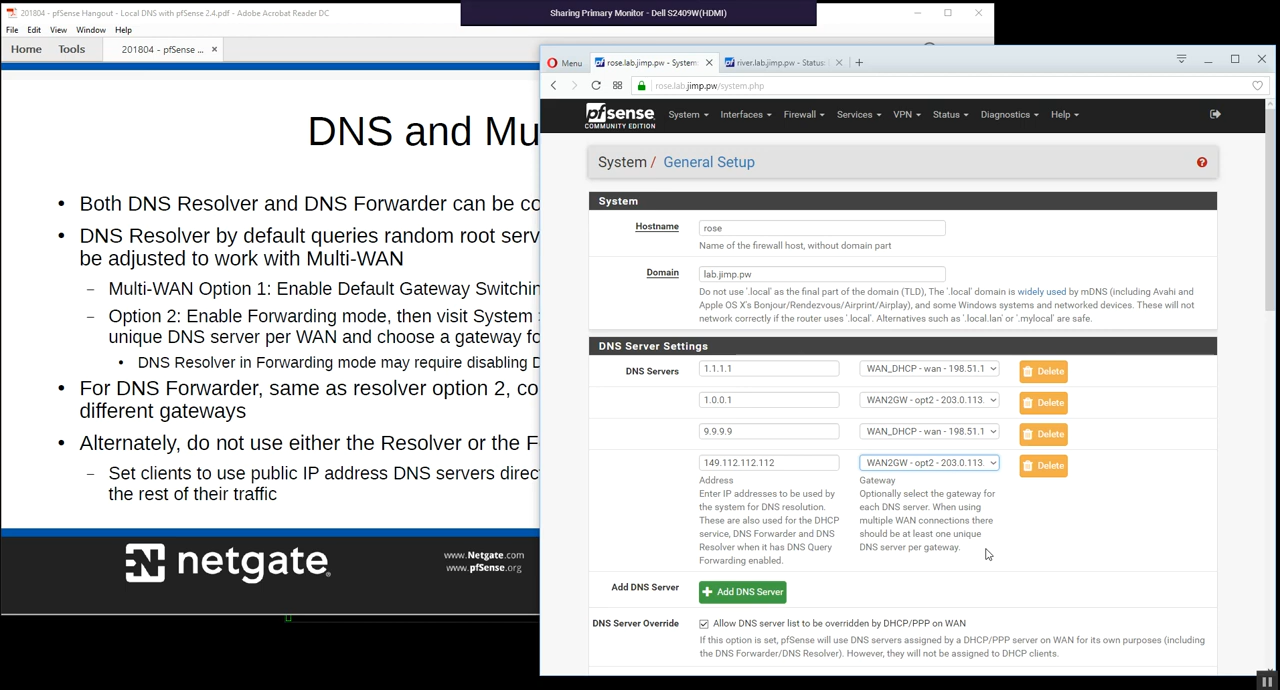 201804 - pfSense Hangout - Local DNS with pfSense 2.4.pdf - Adobe Acrobat Reader DC
Sharing Primary Monitor - Dell S2409W(HDMI)
File Edit View Window Help
Home Tools 201804 - pfSense ... ×
DNS and Mu
• Both DNS Resolver and DNS Forwarder can be co
• DNS Resolver by default queries random root serv
be adjusted to work with Multi-WAN
– Multi-WAN Option 1: Enable Default Gateway Switchin
– Option 2: Enable Forwarding mode, then visit System
unique DNS server per WAN and choose a gateway fo
• DNS Resolver in Forwarding mode may require disabling D
• For DNS Forwarder, same as resolver option 2, co
different gateways
• Alternately, do not use either the Resolver or the F
– Set clients to use public IP address DNS servers direc
the rest of their traffic
N netgate®
www.Netgate.com
www.pfSense.org
Menu
rose.lab.jimp.pw - System:
river.lab.jimp.pw - Status:
rose.lab.jimp.pw/system.php
pfsense
COMMUNITY EDITION
System Interfaces Firewall Services VPN Status Diagnostics Help
System / General Setup
System
Hostname rose
Name of the firewall host, without domain part
Domain lab.jimp.pw
Do not use '.local' as the final part of the domain (TLD), The '.local' domain is widely used by mDNS (including Avahi and
Apple OS X's Bonjour/Rendezvous/Airprint/Airplay), and some Windows systems and networked devices. These will not
network correctly if the router uses '.local'. Alternatives such as '.local.lan' or '.mylocal' are safe.
DNS Server Settings
DNS Servers 1.1.1.1 WAN_DHCP - wan - 198.51.1 Delete
1.0.0.1 WAN2GW - opt2 - 203.0.113. Delete
9.9.9.9 WAN_DHCP - wan - 198.51.1 Delete
149.112.112.112 WAN2GW - opt2 - 203.0.113. Delete
Address
Enter IP addresses to be used by
the system for DNS resolution.
These are also used for the DHCP
service, DNS Forwarder and DNS
Resolver when it has DNS Query
Forwarding enabled.
Gateway
Optionally select the gateway for
each DNS server. When using
multiple WAN connections there
should be at least one unique
DNS server per gateway.
Add DNS Server + Add DNS Server
DNS Server Override Allow DNS server list to be overridden by DHCP/PPP on WAN
If this option is set, pfSense will use DNS servers assigned by a DHCP/PPP server on WAN for its own purposes (including
the DNS Forwarder/DNS Resolver). However, they will not be assigned to DHCP clients.